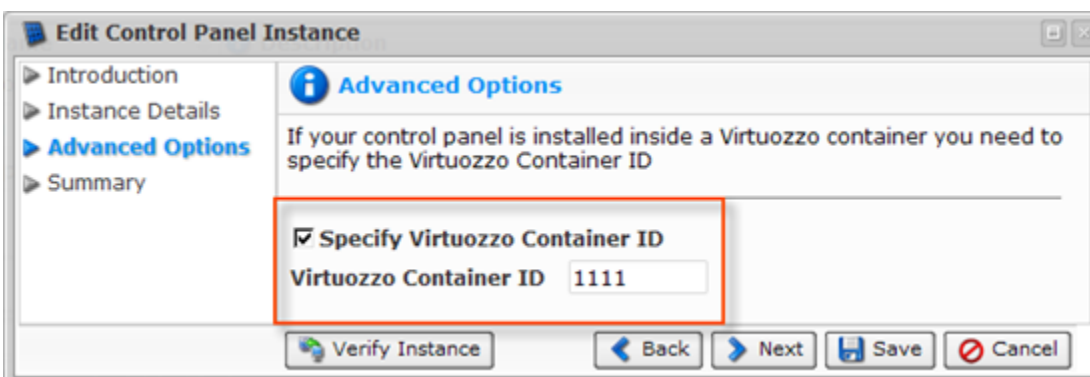 Edit Control Panel Instance
Description
Introduction
Instance Details
Advanced Options
Summary
Advanced Options
If your control panel is installed inside a Virtuozzo container you need to
specify the Virtuozzo Container ID
Specify Virtuozzo Container ID
Virtuozzo Container ID 1111
Verify Instance Back Next Save Cancel